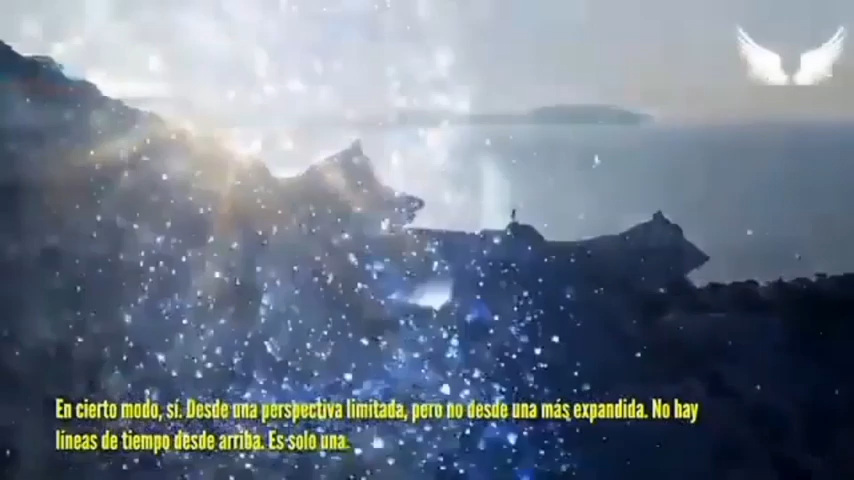 En cierto modo, sí. Desde una perspectiva limitada, pero no desde una más expandida. No hay
líneas de tiempo desde arriba. Es solo una.